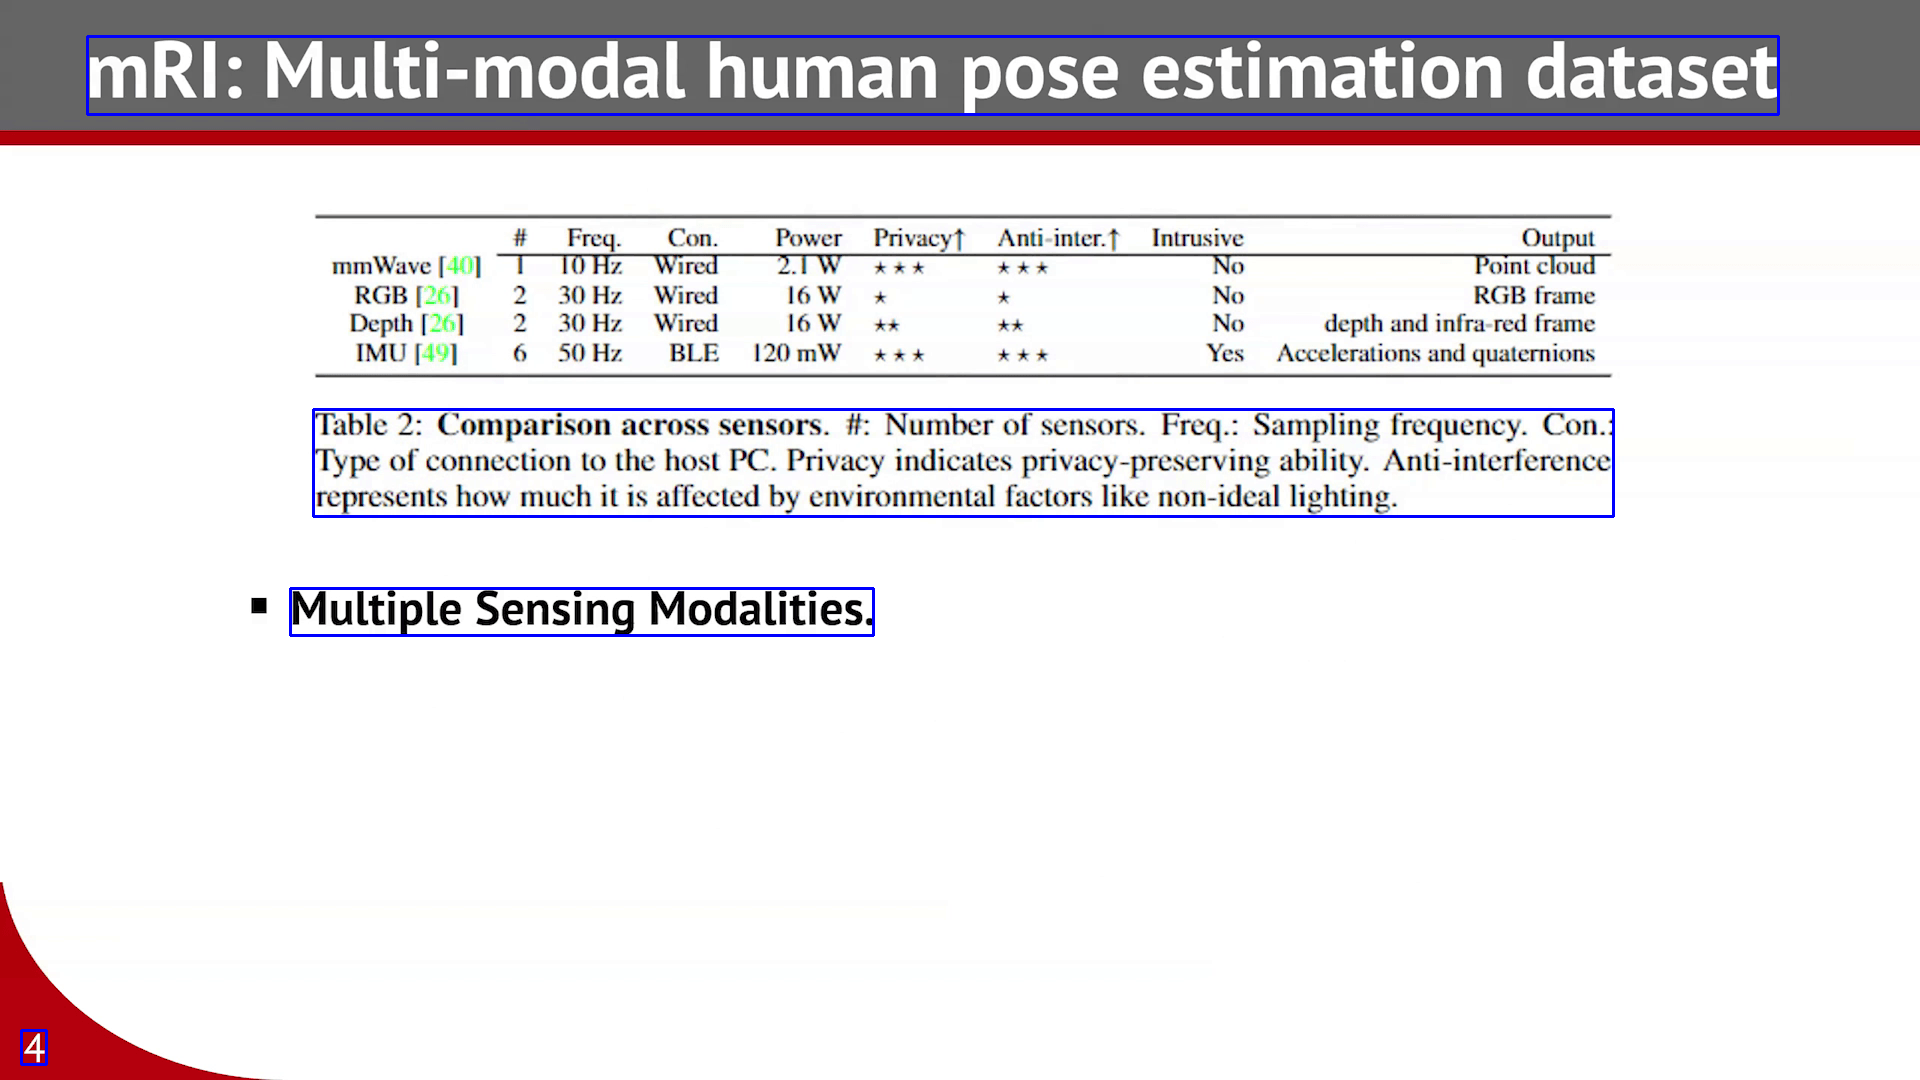 mRI: Multi-modal human pose estimation dataset
# Freq. Con. Power Privacy↑ Anti-inter.↑ Intrusive Output
mmWave [40] 1 10 Hz Wired 2.1 W ⋆⋆⋆ ⋆⋆⋆ No Point cloud
RGB [26] 2 30 Hz Wired 16 W ⋆ ⋆ No RGB frame
Depth [26] 2 30 Hz Wired 16 W ⋆⋆ ⋆⋆ No depth and infra-red frame
IMU [49] 6 50 Hz BLE 120 mW ⋆⋆⋆ ⋆⋆⋆ Yes Accelerations and quaternions
Table 2: Comparison across sensors. #: Number of sensors. Freq.: Sampling frequency. Con.:
Type of connection to the host PC. Privacy indicates privacy-preserving ability. Anti-interference
represents how much it is affected by environmental factors like non-ideal lighting.
▪ Multiple Sensing Modalities.
4